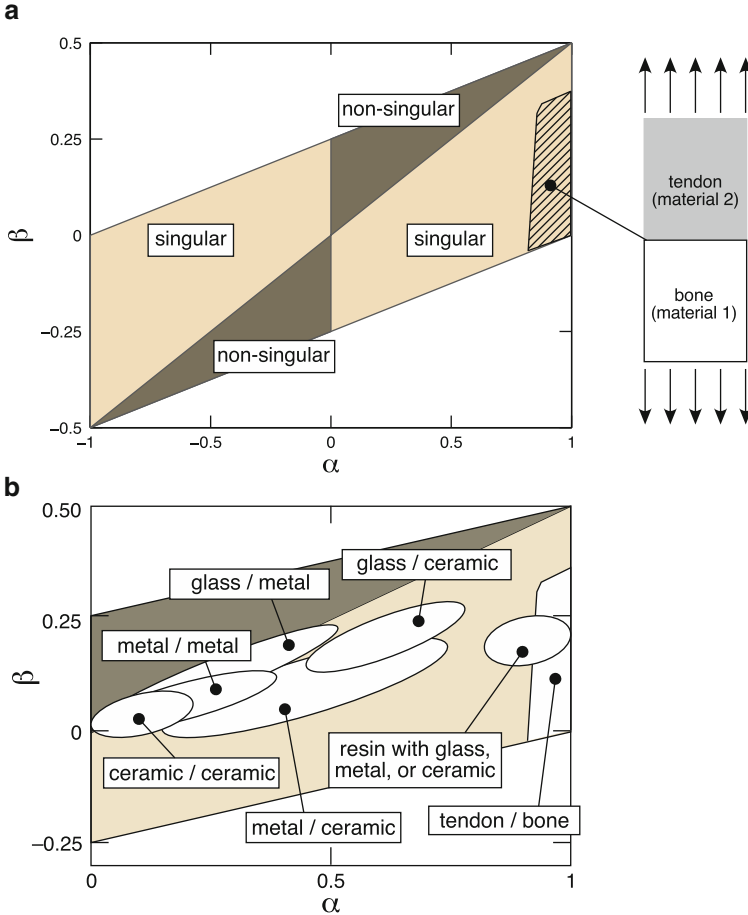 a
0.5
0.25
0
−0.25
−0.5
β
non-singular
singular
singular
non-singular
−1
−0.5
0
0.5
1
α
tendon
(material 2)
bone
(material 1)
b
0.50
0.25
0
−0.25
β
glass / ceramic
glass / metal
metal / metal
resin with glass,
metal, or ceramic
ceramic / ceramic
metal / ceramic
tendon / bone
0
0.5
1
α